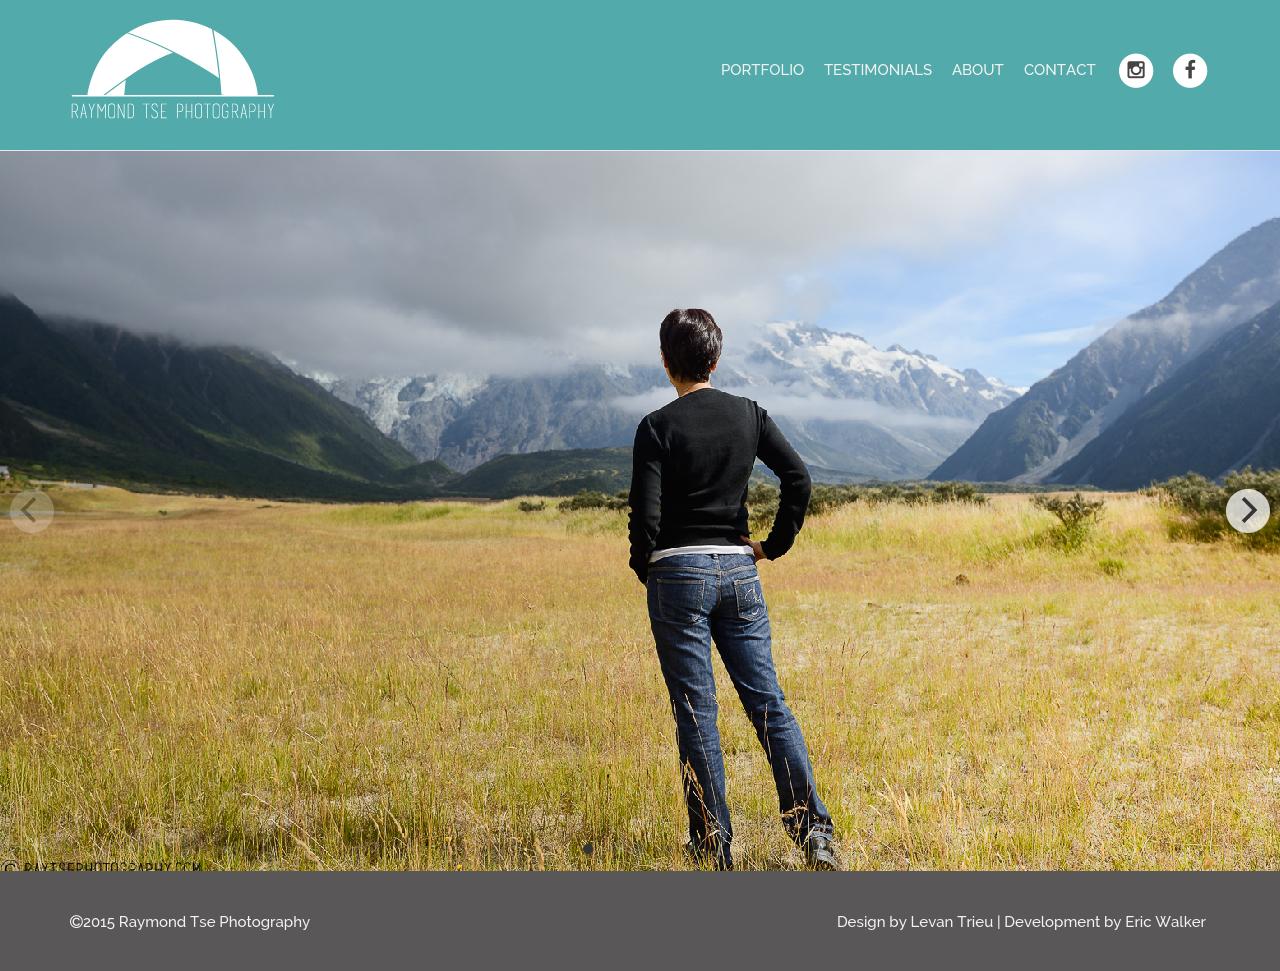 RAYMOND TSE PHOTOGRAPHY
PORTFOLIO TESTIMONIALS ABOUT CONTACT
© RAYTSEPHOTOGRAPHY.COM
©2015 Raymond Tse Photography
Design by Levan Trieu | Development by Eric Walker